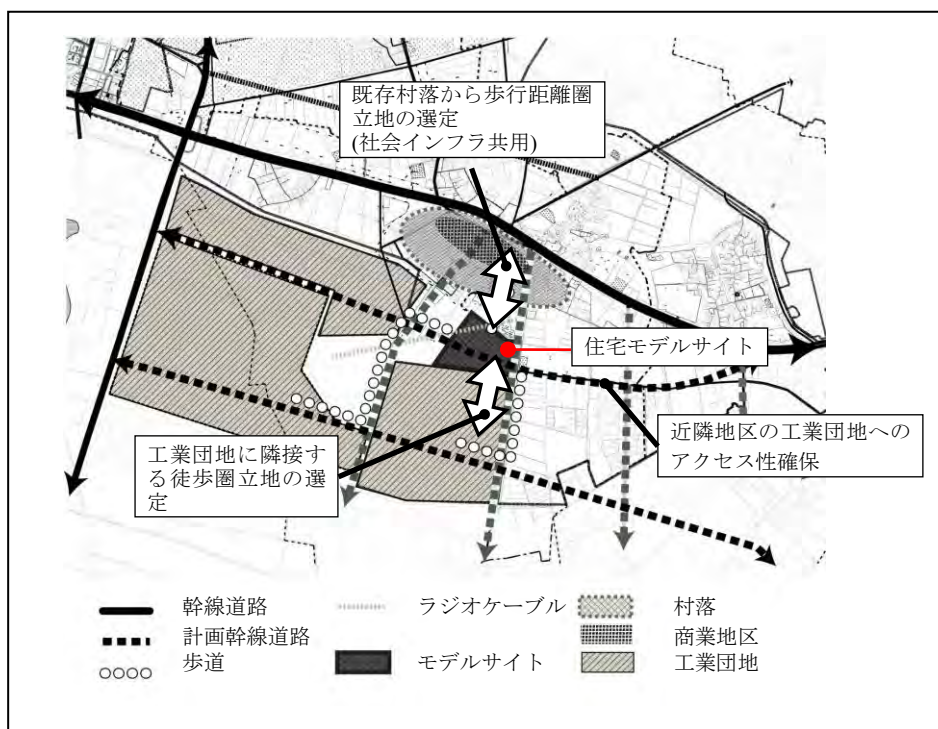 既存村落から歩行距離圏
立地の選定
(社会インフラ共用)
住宅モデルサイト
近隣地区の工業団地への
アクセス性確保
工業団地に隣接す
る徒歩圏立地の選
定
幹線道路
計画幹線道路
歩道
ラジオケーブル
モデルサイト
村落
商業地区
工業団地